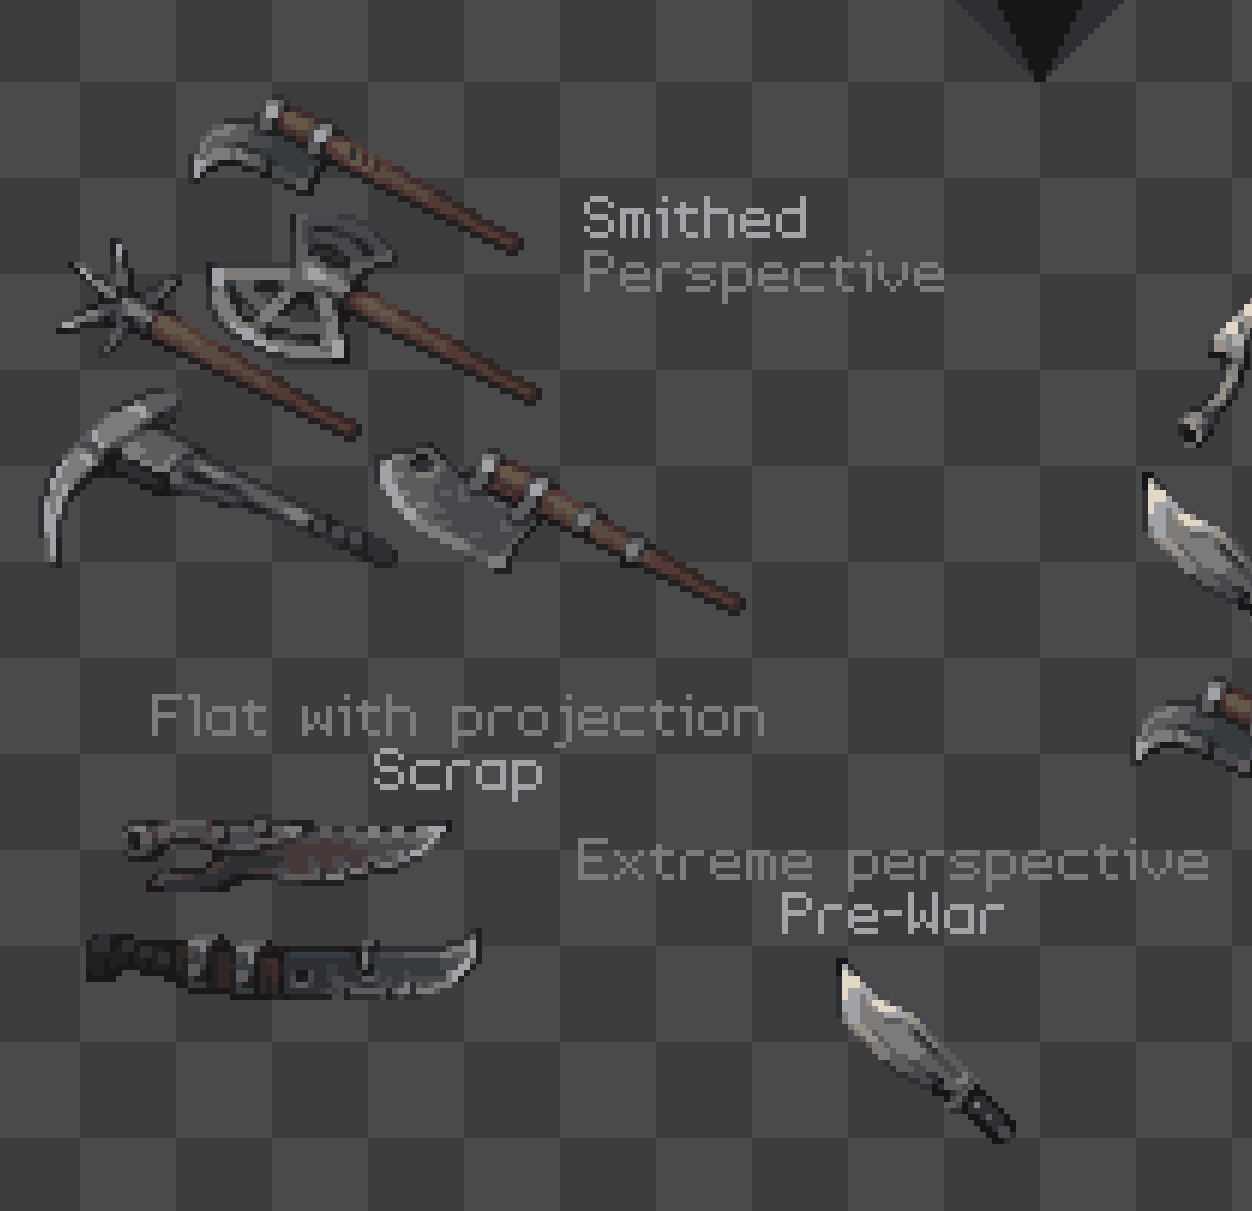 Smithed
Perspective
Flat with projection
Scrap
Extreme perspective
Pre-War